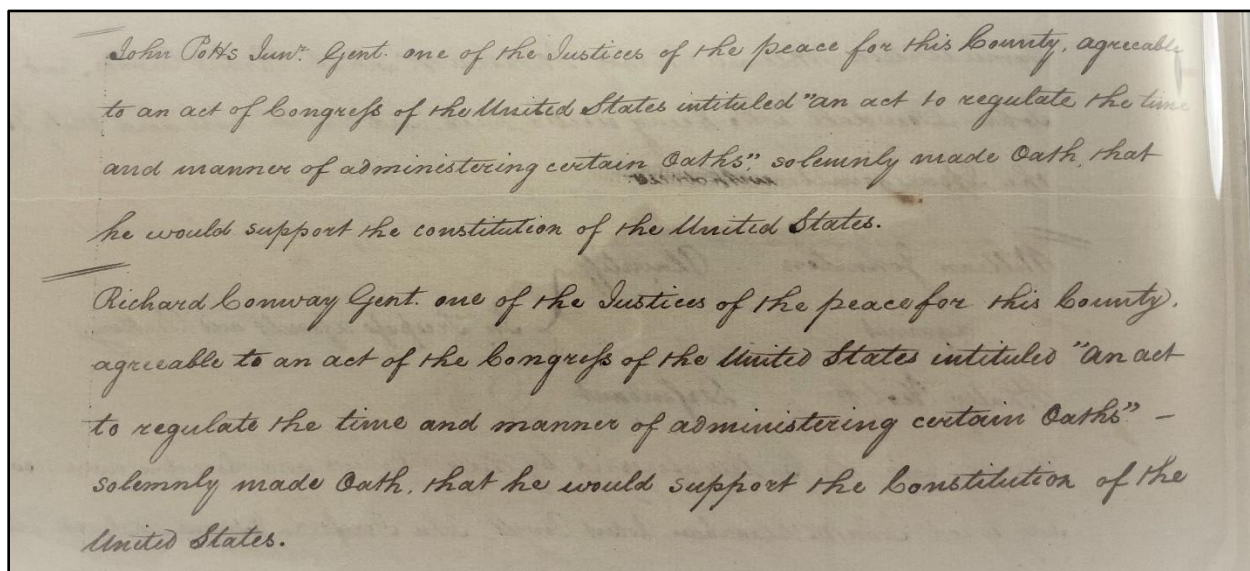 John Potts Junr. Gent. one of the Justices of the peace for this County, agreeably
to an act of Congress of the United States intituled "an act to regulate the time
and manner of administering certain Oaths", solemnly made Oath, that
he would support the constitution of the United States.
Richard Conway Gent. one of the Justices of the peace for this County,
agreeable to an act of the Congress of the United States intituled "an act
to regulate the time and manner of administering certain Oaths" –
solemnly made Oath, that he would support the Constitution of the
United States.